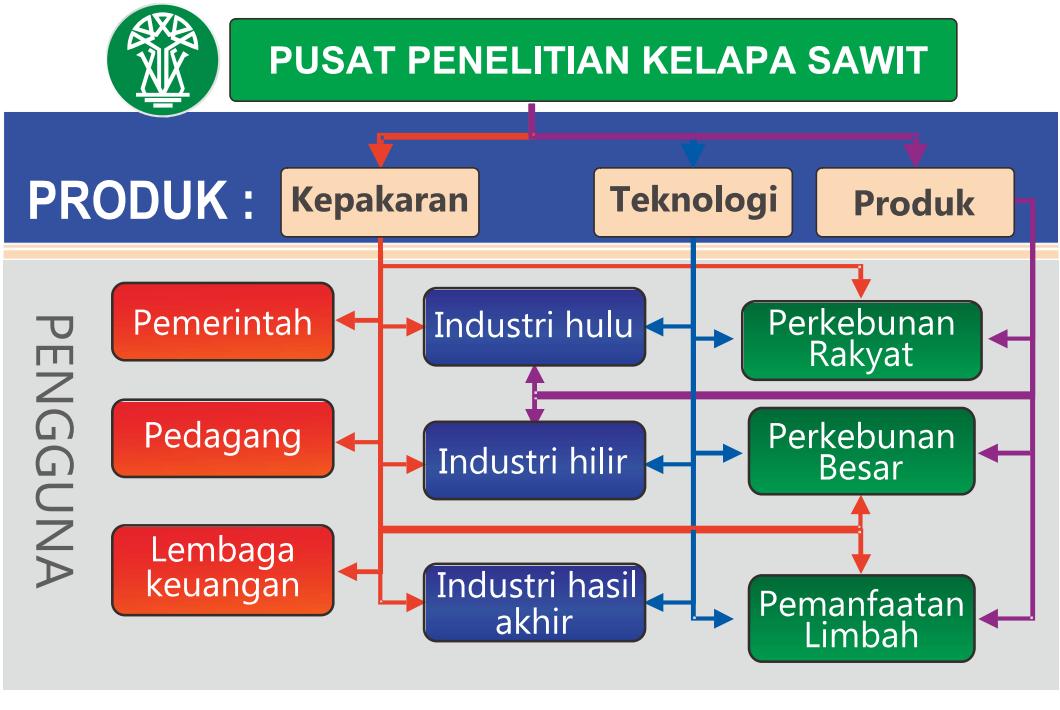 PUSAT PENELITIAN KELAPA SAWIT
PRODUK :
Kepakaran
Teknologi
Produk
PENGGUNA
Pemerintah
Industri hulu
Perkebunan
Rakyat
Pedagang
Industri hilir
Perkebunan
Besar
Lembaga
keuangan
Industri hasil
akhir
Pemanfaatan
Limbah